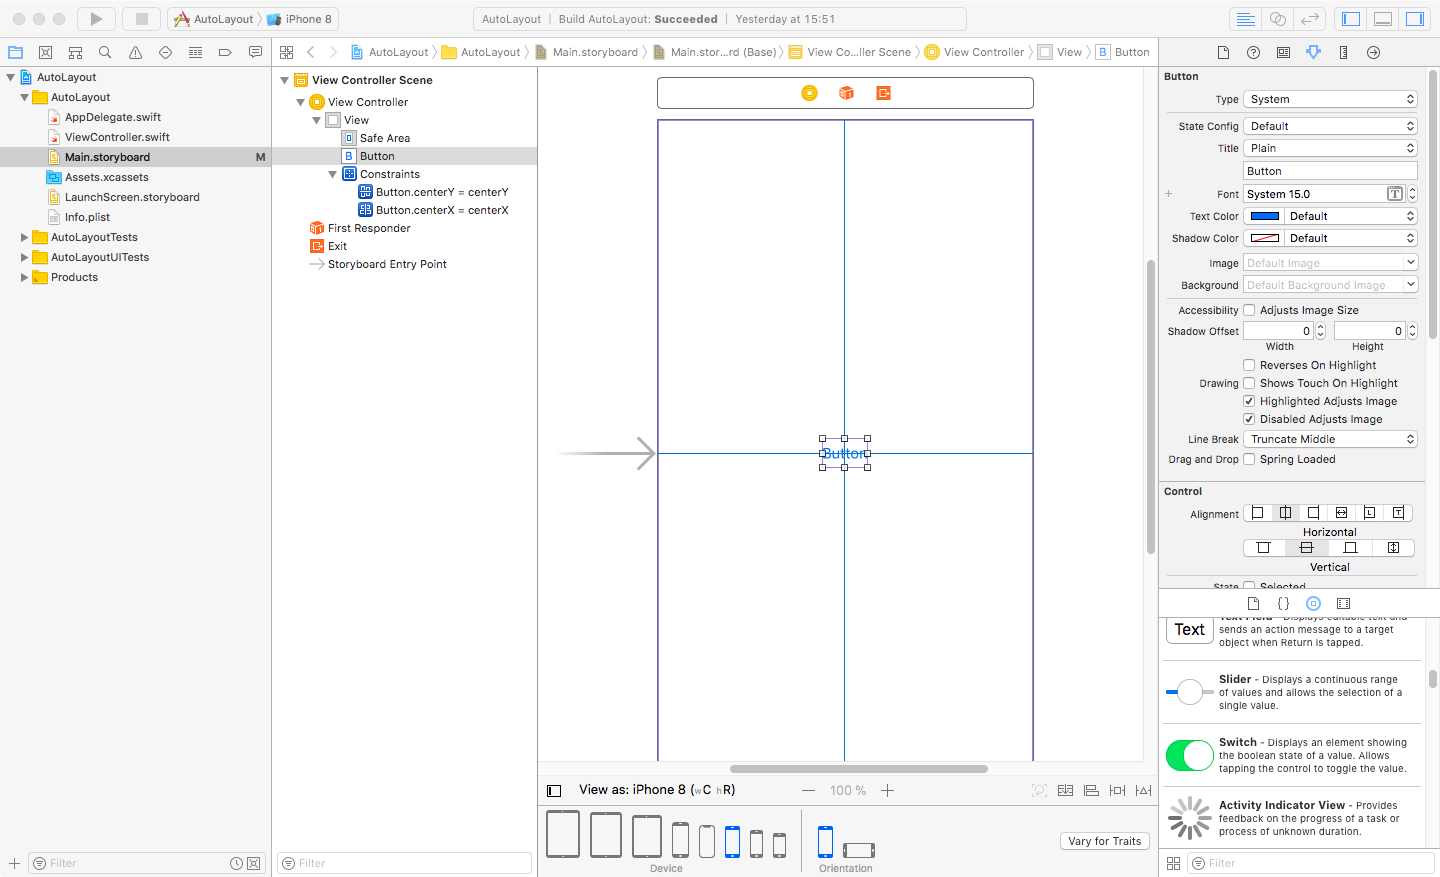 AutoLayout
iPhone 8
AutoLayout | Build AutoLayout: Succeeded | Yesterday at 15:51
AutoLayout
AutoLayout
Main.storyboard
Main.stor...rd (Base)
View Co...ller Scene
View Controller
View
B Button
AutoLayout
AutoLayout
AppDelegate.swift
ViewController.swift
Main.storyboard M
Assets.xcassets
LaunchScreen.storyboard
Info.plist
AutoLayoutTests
AutoLayoutUITests
Products
Filter
View Controller Scene
View Controller
View
Safe Area
B Button
Constraints
Button.centerY = centerY
Button.centerX = centerX
First Responder
Exit
Storyboard Entry Point
Filter
Button
View as: iPhone 8 (wC hR)
100 %
Device
Orientation
Vary for Traits
Button
Type System
State Config Default
Title Plain
Button
Font System 15.0 T
Text Color Default
Shadow Color Default
Image Default Image
Background Default Background Image
Accessibility Adjusts Image Size
Shadow Offset 0 0
Width Height
Reverses On Highlight
Drawing Shows Touch On Highlight
Highlighted Adjusts Image
Disabled Adjusts Image
Line Break Truncate Middle
Drag and Drop Spring Loaded
Control
Alignment L T
Horizontal
Vertical
State Selected
{}
Text
Text Field - Displays editable text and
sends an action message to a target
object when Return is tapped.
Slider - Displays a continuous range
of values and allows the selection of a
single value.
Switch - Displays an element showing
the boolean state of a value. Allows
tapping the control to toggle the value.
Activity Indicator View - Provides
feedback on the progress of a task or
process of unknown duration.
Filter